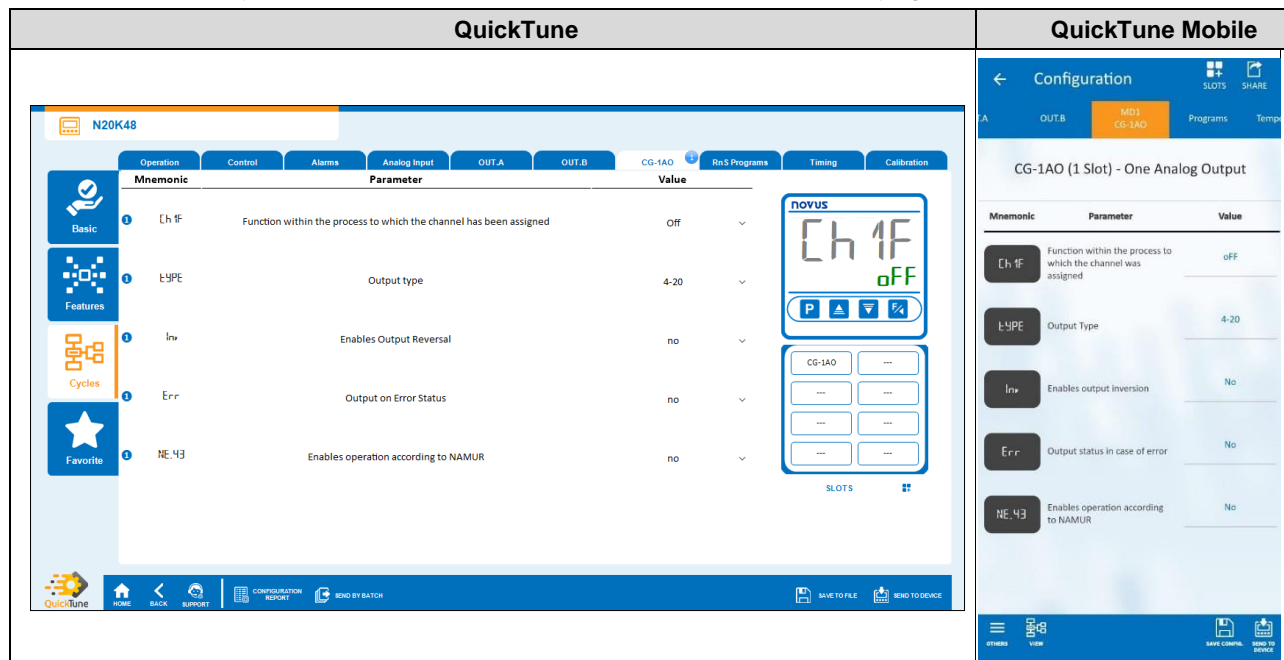 QuickTune
QuickTune Mobile
N20K48
Operation Control Alarms Analog Input OUT.A OUT.B CG-1AO RnS Programs Timing Calibration
Mnemonic Parameter Value
Basic
Features
Cycles
Favorite
Ch 1F Function within the process to which the channel has been assigned Off
tYPE Output type 4-20
Inv Enables Output Reversal no
Err Output on Error Status no
NE.43 Enables operation according to NAMUR no
novus
Ch 1F
oFF
P F
CG-1AO ---
--- ---
--- ---
--- ---
SLOTS
QuickTune
HOME BACK SUPPORT
CONFIGURATION
REPORT
SEND BY BATCH
SAVE TO FILE SEND TO DEVICE
Configuration
SLOTS SHARE
T.A OUT.B MD1
CG-1AO
Programs Tempo
CG-1AO (1 Slot) - One Analog Output
Mnemonic Parameter Value
Ch 1F Function within the process to
which the channel was
assigned
oFF
tYPE Output Type 4-20
Inv Enables output inversion No
Err Output status in case of error No
NE.43 Enables operation according
to NAMUR
No
OTHERS VIEW
SAVE CONFIG. SEND TO
DEVICE